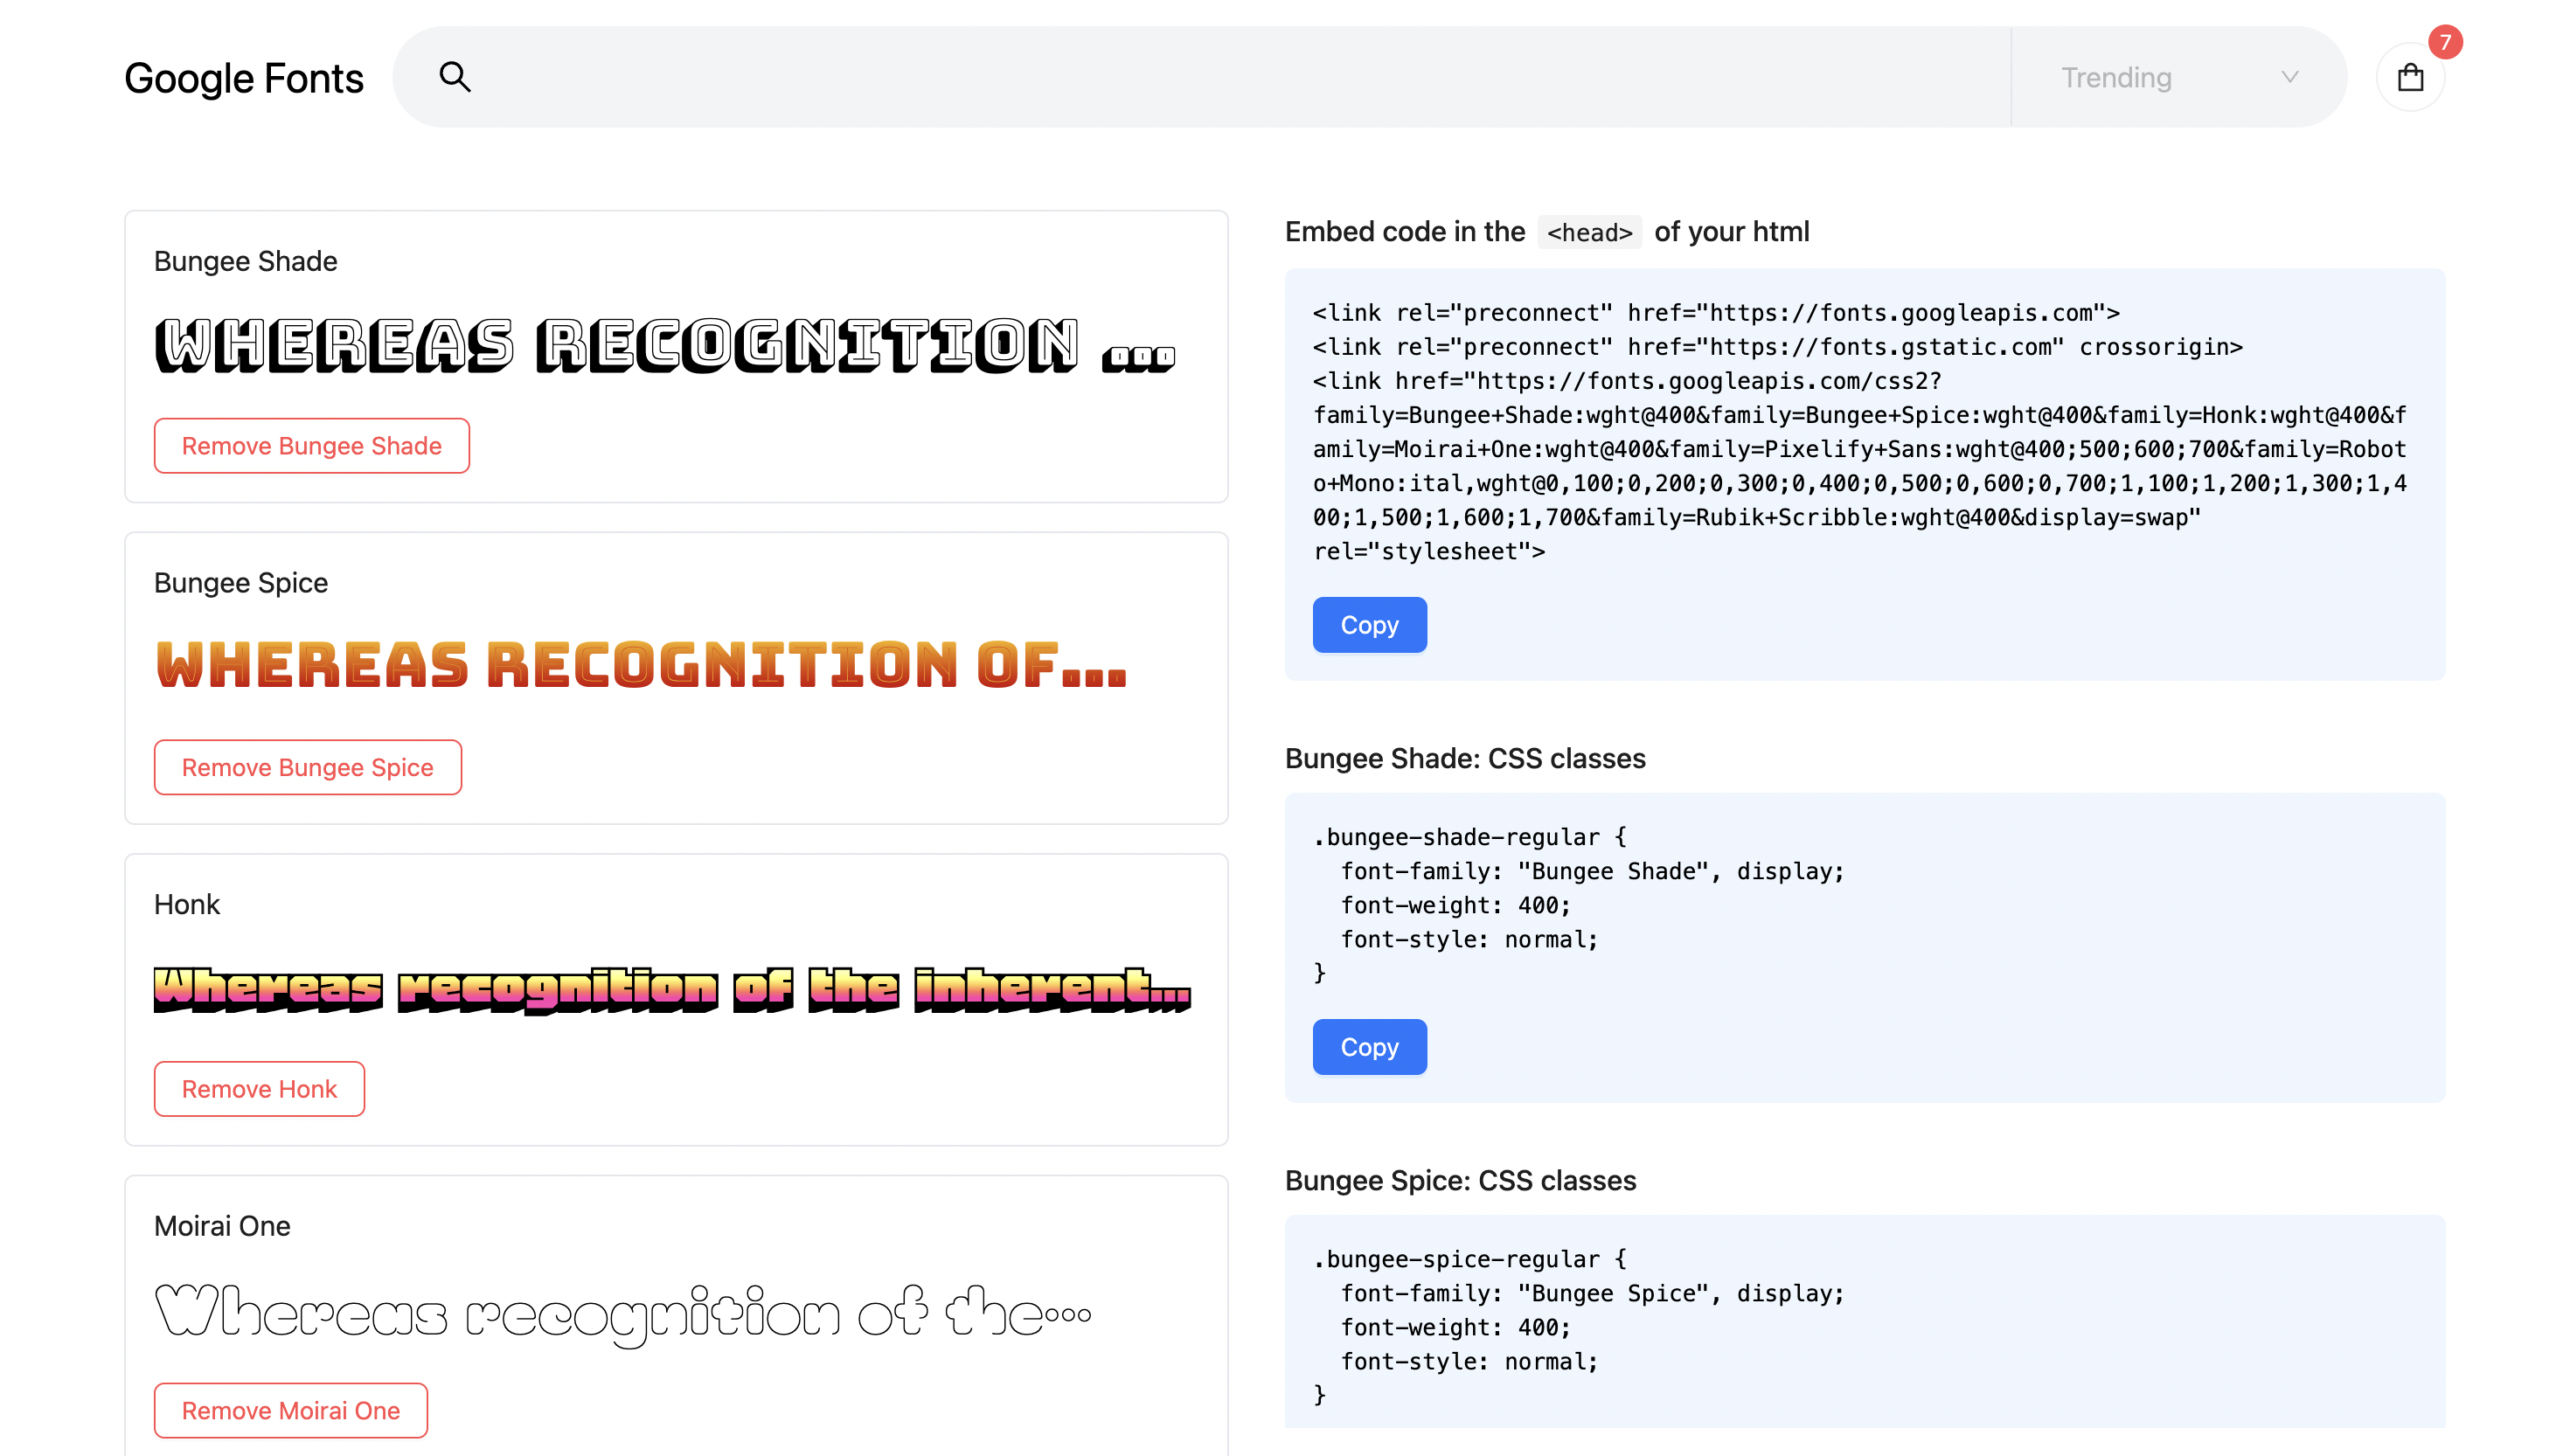 Google Fonts
Trending
7
Bungee Shade
WHEREAS RECOGNITION ...
Remove Bungee Shade
Bungee Spice
WHEREAS RECOGNITION OF...
Remove Bungee Spice
Honk
Whereas recognition of the inherent...
Remove Honk
Moirai One
Whereas recognition of the...
Remove Moirai One
Embed code in the <head> of your html
<link rel="preconnect" href="https://fonts.googleapis.com">
<link rel="preconnect" href="https://fonts.gstatic.com" crossorigin>
<link href="https://fonts.googleapis.com/css2?
family=Bungee+Shade:wght@400&family=Bungee+Spice:wght@400&family=Honk:wght@400&f
amily=Moirai+One:wght@400&family=Pixelify+Sans:wght@400;500;600;700&family=Robot
o+Mono:ital,wght@0,100;0,200;0,300;0,400;0,500;0,600;0,700;1,100;1,200;1,300;1,4
00;1,500;1,600;1,700&family=Rubik+Scribble:wght@400&display=swap"
rel="stylesheet">
Copy
Bungee Shade: CSS classes
.bungee-shade-regular {
  font-family: "Bungee Shade", display;
  font-weight: 400;
  font-style: normal;
}
Copy
Bungee Spice: CSS classes
.bungee-spice-regular {
  font-family: "Bungee Spice", display;
  font-weight: 400;
  font-style: normal;
}